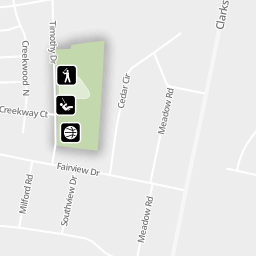 Timothy Dr
Creekwood N
Clarks
Cedar Cir
Meadow Rd
Creekway Ct
Fairview Dr
Milford Rd
Southview Dr
Meadow Rd